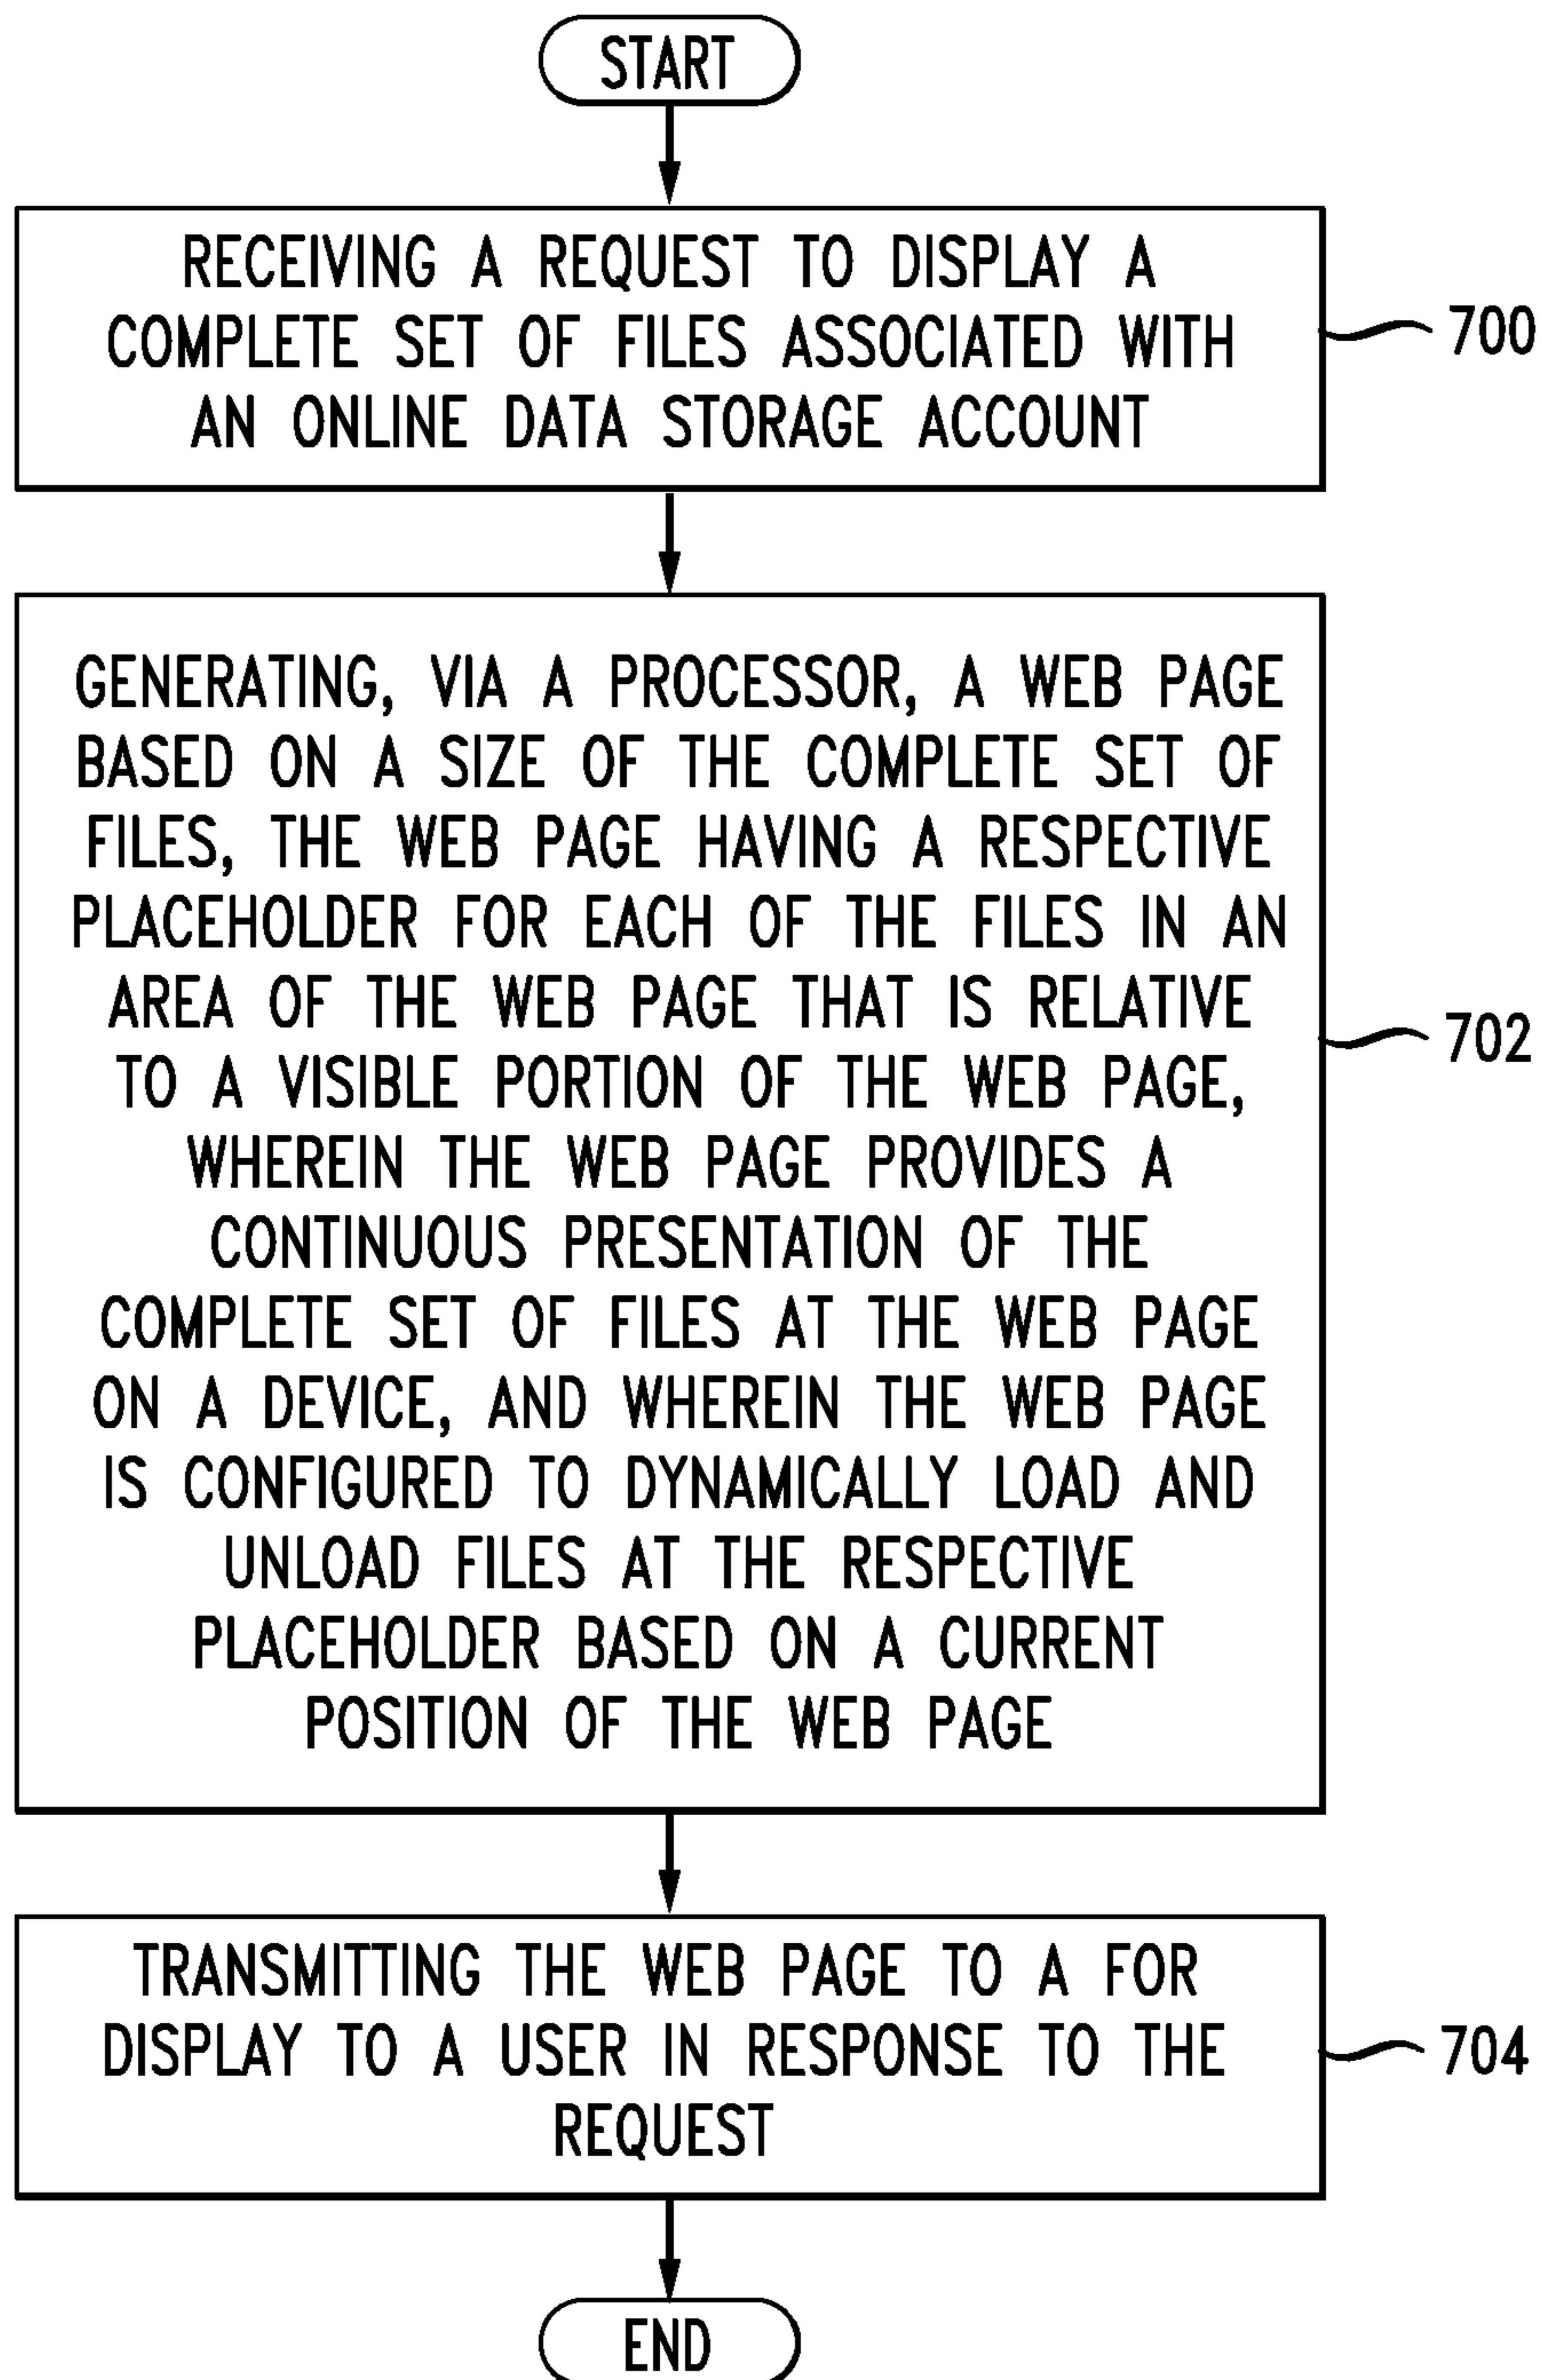 START
RECEIVING A REQUEST TO DISPLAY A
COMPLETE SET OF FILES ASSOCIATED WITH
AN ONLINE DATA STORAGE ACCOUNT
700
GENERATING, VIA A PROCESSOR, A WEB PAGE
BASED ON A SIZE OF THE COMPLETE SET OF
FILES, THE WEB PAGE HAVING A RESPECTIVE
PLACEHOLDER FOR EACH OF THE FILES IN AN
AREA OF THE WEB PAGE THAT IS RELATIVE
TO A VISIBLE PORTION OF THE WEB PAGE,
WHEREIN THE WEB PAGE PROVIDES A
CONTINUOUS PRESENTATION OF THE
COMPLETE SET OF FILES AT THE WEB PAGE
ON A DEVICE, AND WHEREIN THE WEB PAGE
IS CONFIGURED TO DYNAMICALLY LOAD AND
UNLOAD FILES AT THE RESPECTIVE
PLACEHOLDER BASED ON A CURRENT
POSITION OF THE WEB PAGE
702
TRANSMITTING THE WEB PAGE TO A FOR
DISPLAY TO A USER IN RESPONSE TO THE
REQUEST
704
END